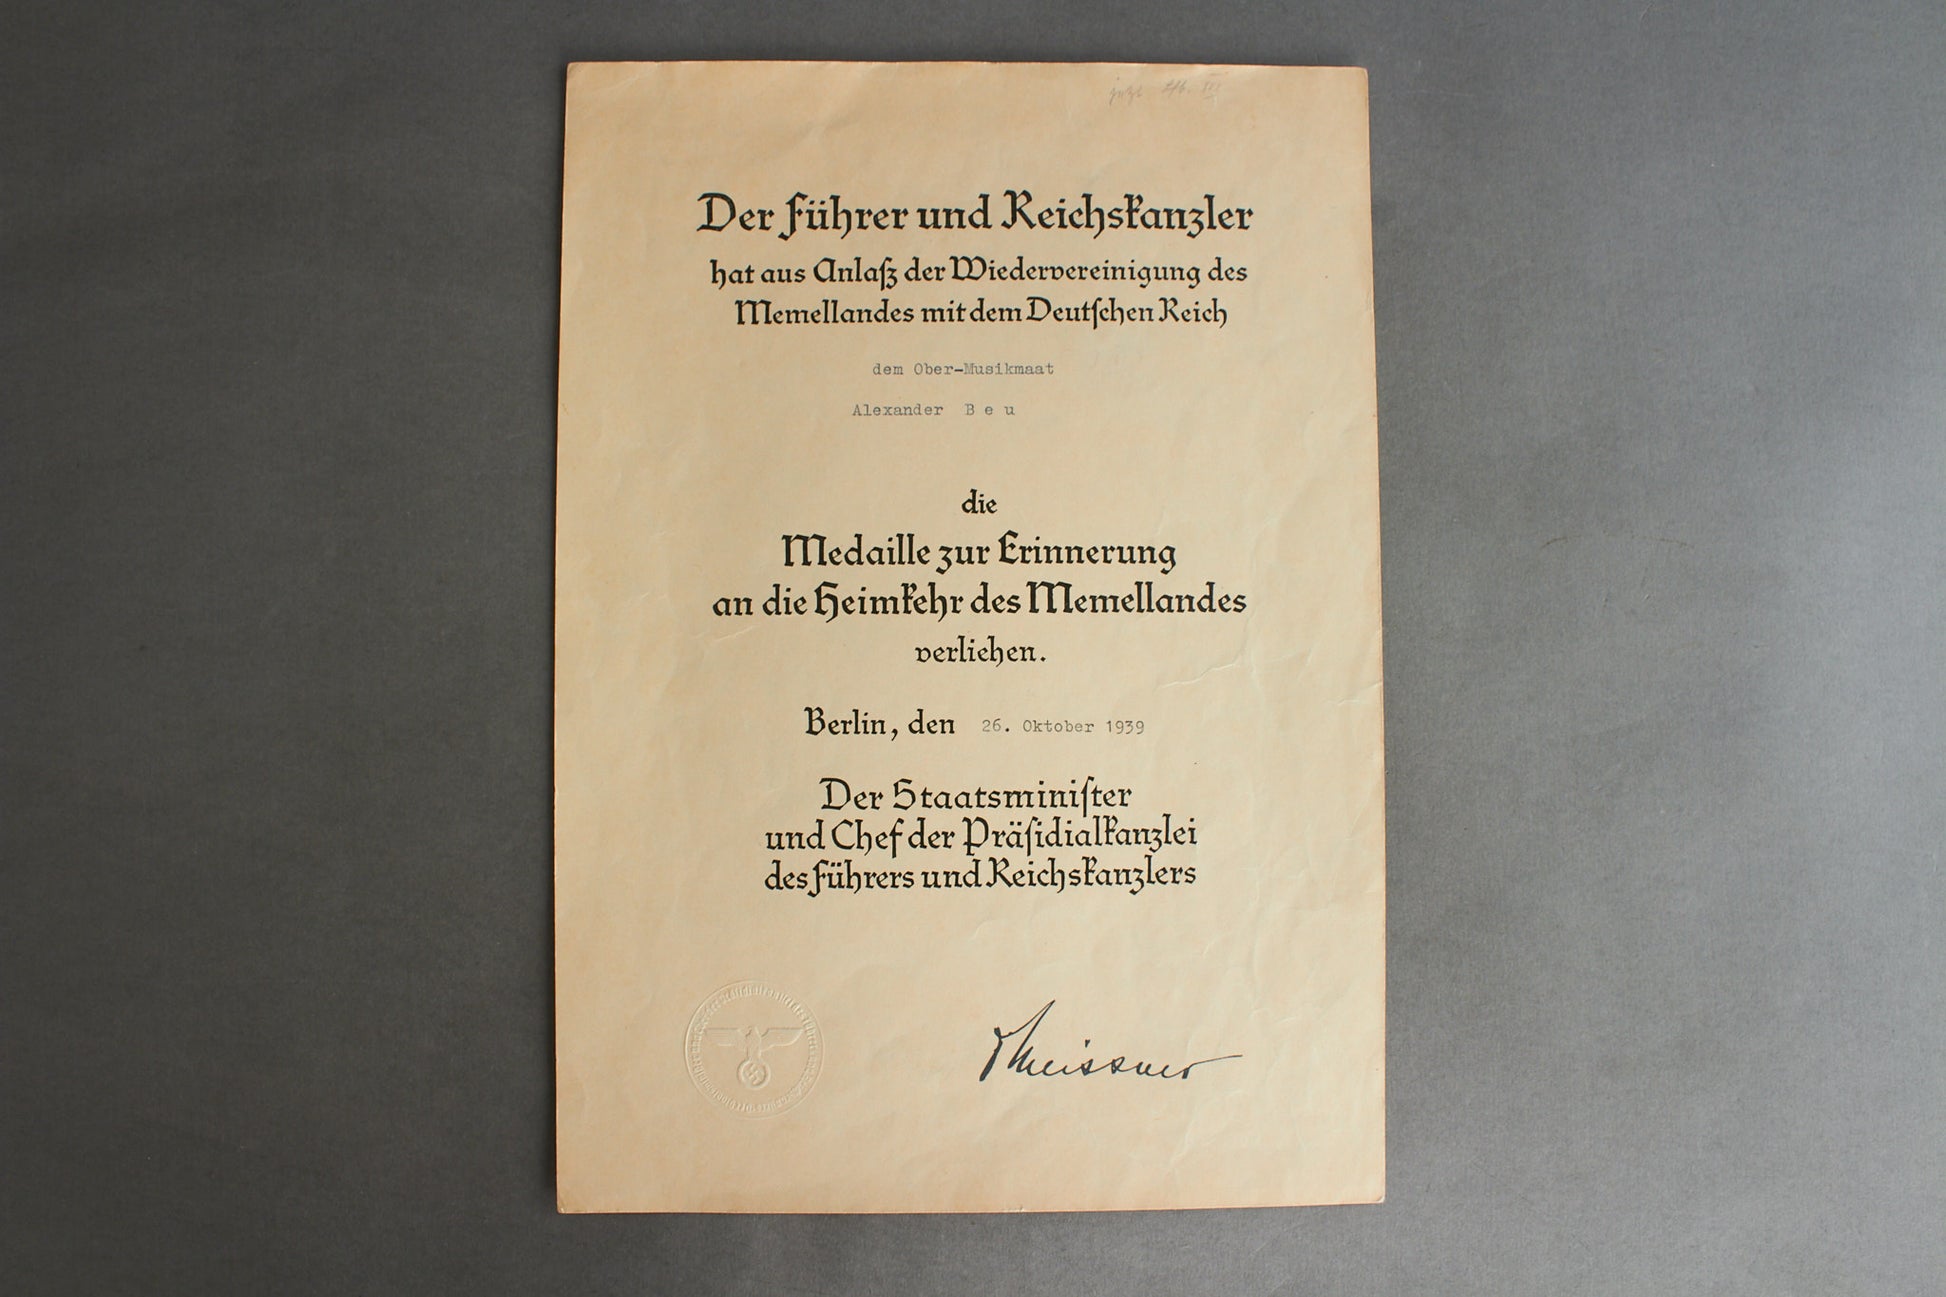 Der Führer und Reichskanzler
hat aus Anlaß der Wiedervereinigung des
Memellandes mit dem Deutschen Reich
dem Ober-Musikmaat
Alexander B e u
die
Medaille zur Erinnerung
an die Heimkehr des Memellandes
verliehen.
Berlin, den 26. Oktober 1939
Der Staatsminister
und Chef der Präsidialkanzlei
des Führers und Reichskanzlers
Meissner